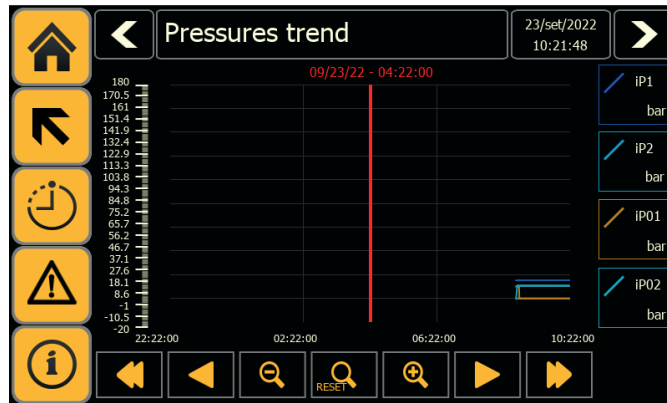 Pressures trend
23/set/2022
10:21:48
09/23/22 - 04:22:00
180
170.5
161
151.4
141.9
132.4
122.9
113.3
103.8
94.3
84.8
75.2
65.7
56.2
46.7
37.1
27.6
18.1
8.6
-1
-10.5
-20
22:22:00
02:22:00
06:22:00
10:22:00
iP1
bar
iP2
bar
iP01
bar
iP02
bar
RESET